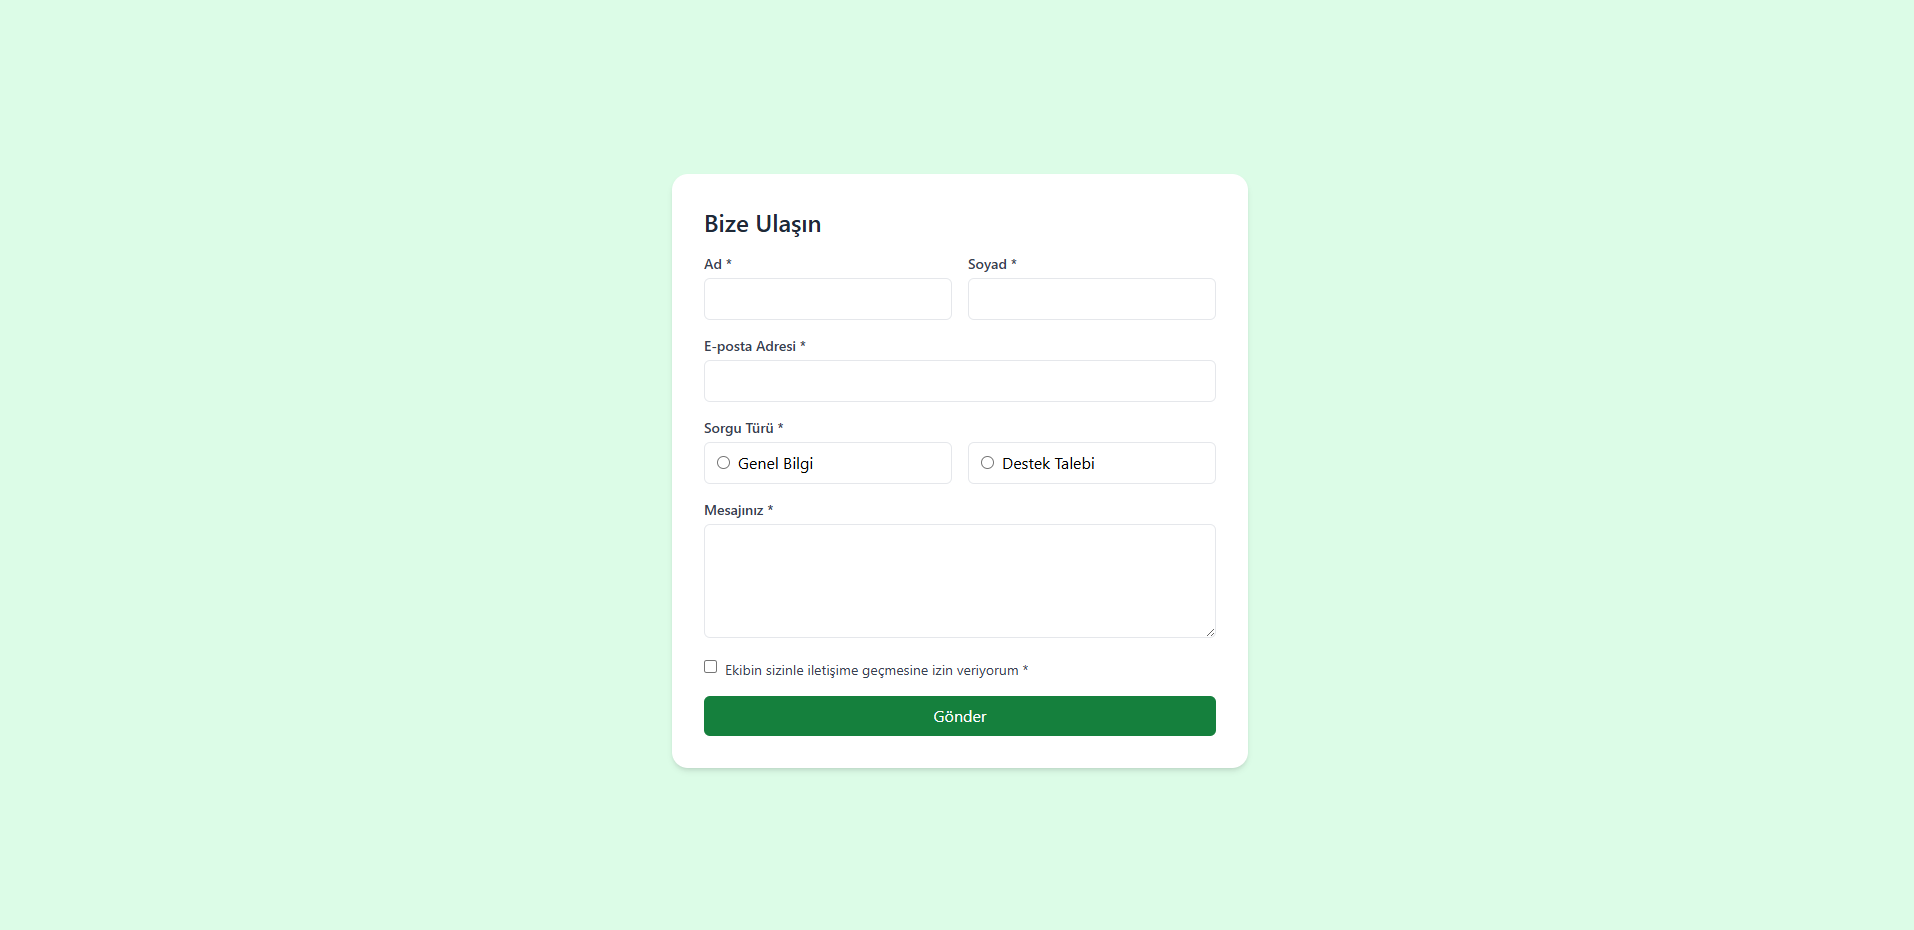 Bize Ulaşın
Ad * Soyad *
E-posta Adresi *
Sorgu Türü *
Genel Bilgi Destek Talebi
Mesajınız *
Ekibin sizinle iletişime geçmesine izin veriyorum *
Gönder